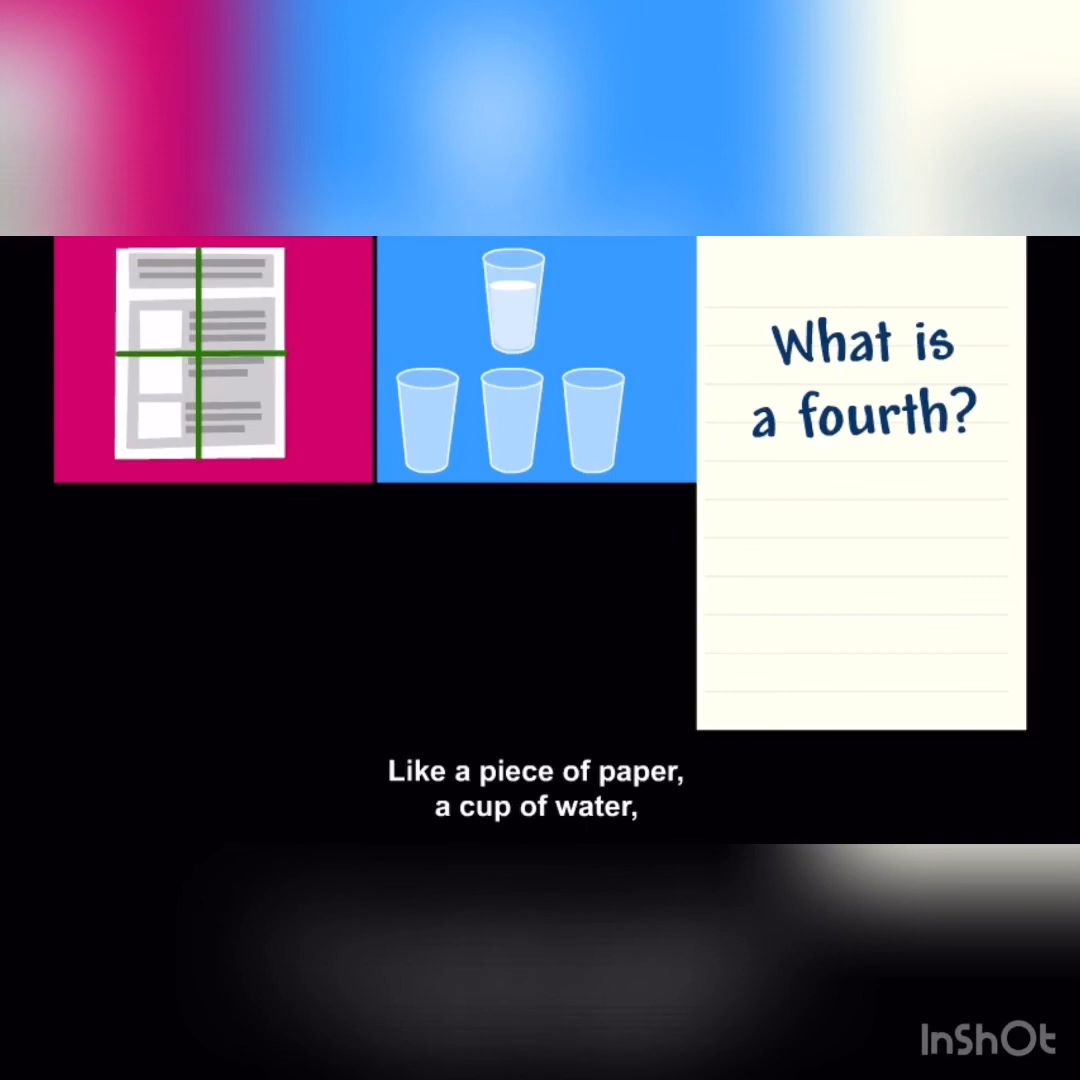 What is
a fourth?
Like a piece of paper,
a cup of water,
InShOt